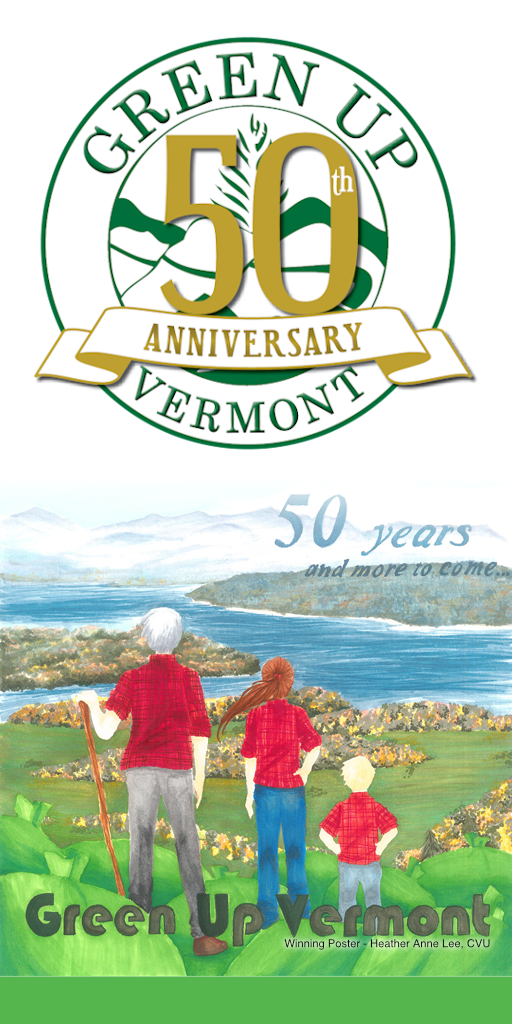 GREEN UP
50th
ANNIVERSARY
VERMONT
50 years
and more to come...
Green Up Vermont
Winning Poster - Heather Anne Lee, CVU